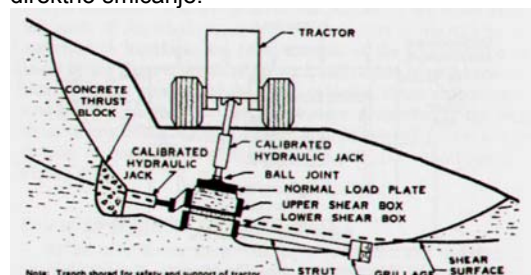 direktno smicanje.
TRACTOR
CONCRETE
THRUST
BLOCK
CALIBRATED
HYDRAULIC
JACK
CALIBRATED
HYDRAULIC JACK
BALL JOINT
NORMAL LOAD PLATE
UPPER SHEAR BOX
LOWER SHEAR BOX
Note: Trench shored for safety and support of tractor
STRUT
GRILLAGE
SHEAR
SURFACE